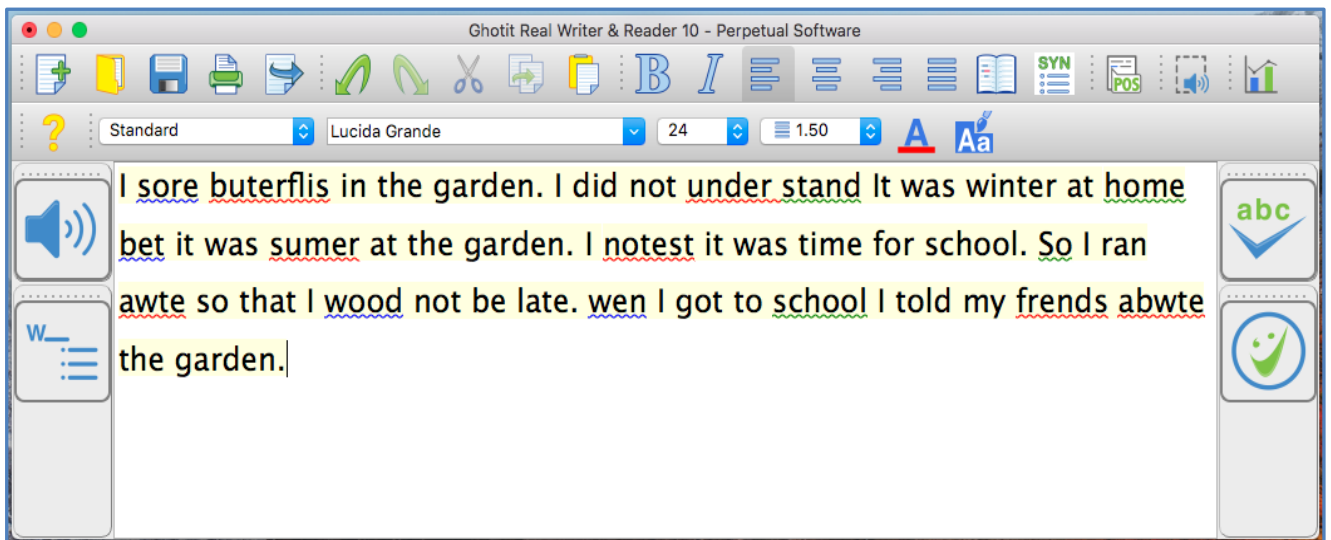 Ghotit Real Writer & Reader 10 - Perpetual Software
B I SYN POS
? Standard Lucida Grande 24 1.50 A Aa
I sore buterflis in the garden. I did not under stand It was winter at home
bet it was sumer at the garden. I notest it was time for school. So I ran
awte so that I wood not be late. wen I got to school I told my frends abwte
the garden.
abc
W